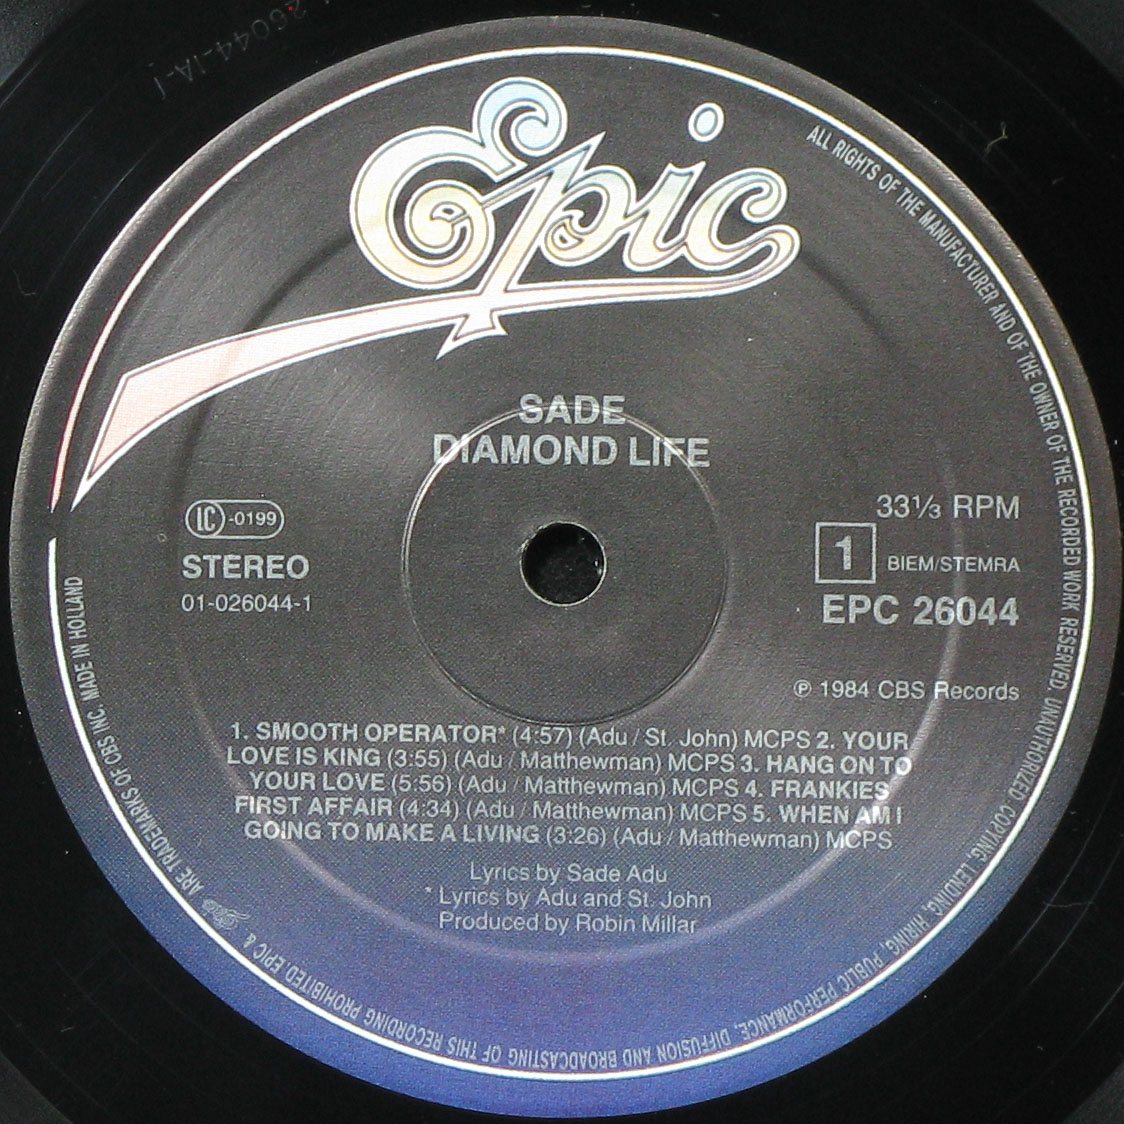 26044-1A-1
Epic
ALL RIGHTS OF THE MANUFACTURER AND OF THE OWNER OF THE RECORDED WORK RESERVED. UNAUTHORIZED COPYING, LENDING, HIRING, PUBLIC PERFORMANCE, DIFFUSION AND BROADCASTING OF THIS RECORDING PROHIBITED EPIC & Epic ARE TRADEMARKS OF CBS INC. MADE IN HOLLAND
SADE
DIAMOND LIFE
LC-0199
STEREO
01-026044-1
33⅓ RPM
1 BIEM/STEMRA
EPC 26044
℗ 1984 CBS Records
1. SMOOTH OPERATOR* (4:57) (Adu / St. John) MCPS 2. YOUR
LOVE IS KING (3:55) (Adu / Matthewman) MCPS 3. HANG ON TO
YOUR LOVE (5:56) (Adu / Matthewman) MCPS 4. FRANKIES
FIRST AFFAIR (4:34) (Adu / Matthewman) MCPS 5. WHEN AM I
GOING TO MAKE A LIVING (3:26) (Adu / Matthewman) MCPS
Lyrics by Sade Adu
* Lyrics by Adu and St. John
Produced by Robin Millar